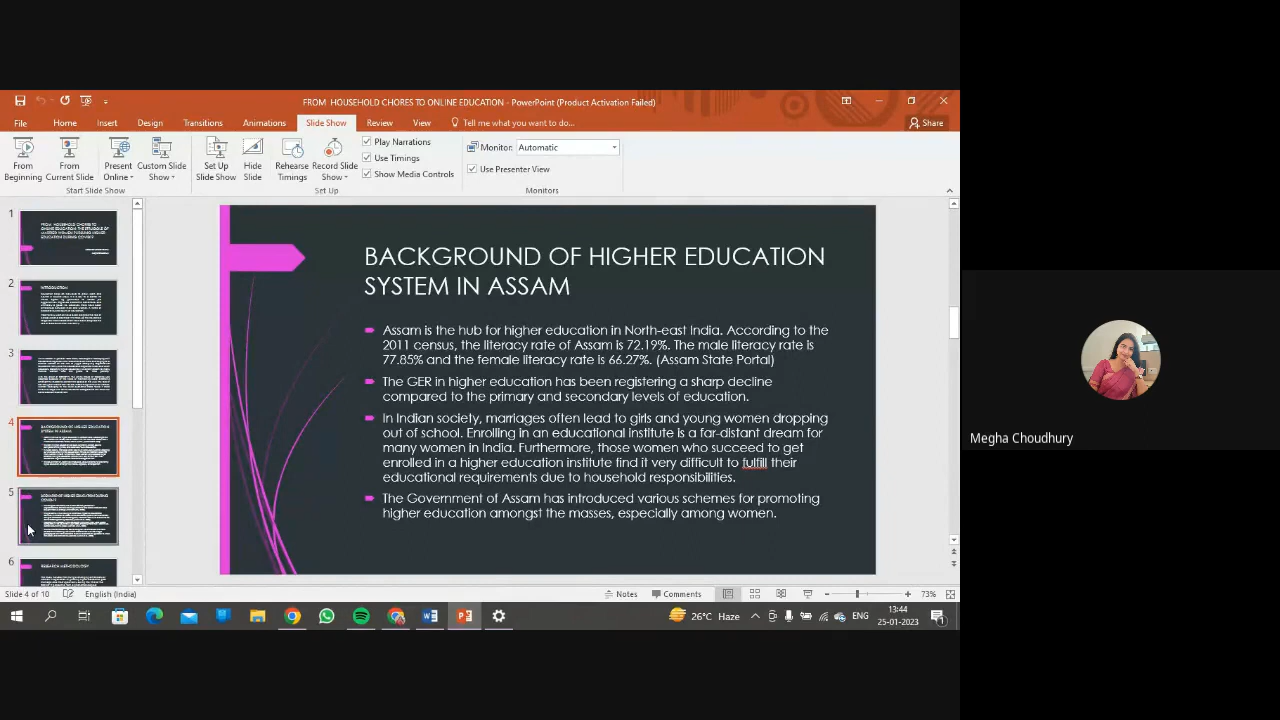 FROM HOUSEHOLD CHORES TO ONLINE EDUCATION - PowerPoint (Product Activation Failed)
File Home Insert Design Transitions Animations Slide Show Review View Tell me what you want to do... Share
From Beginning
From Current Slide
Present Online
Custom Slide Show
Set Up Slide Show
Hide Slide
Rehearse Timings
Record Slide Show
Play Narrations
Use Timings
Show Media Controls
Monitor: Automatic
Use Presenter View
Start Slide Show Set Up Monitors
1
2
INTRODUCTION
3
4
5
6
RESEARCH METHODOLOGY
BACKGROUND OF HIGHER EDUCATION
SYSTEM IN ASSAM
Assam is the hub for higher education in North-east India. According to the
2011 census, the literacy rate of Assam is 72.19%. The male literacy rate is
77.85% and the female literacy rate is 66.27%. (Assam State Portal)
The GER in higher education has been registering a sharp decline
compared to the primary and secondary levels of education.
In Indian society, marriages often lead to girls and young women dropping
out of school. Enrolling in an educational institute is a far-distant dream for
many women in India. Furthermore, those women who succeed to get
enrolled in a higher education institute find it very difficult to fulfill their
educational requirements due to household responsibilities.
The Government of Assam has introduced various schemes for promoting
higher education amongst the masses, especially among women.
Megha Choudhury
Slide 4 of 10 English (India) Notes Comments 73%
26°C Haze ENG 13:44
25-01-2023